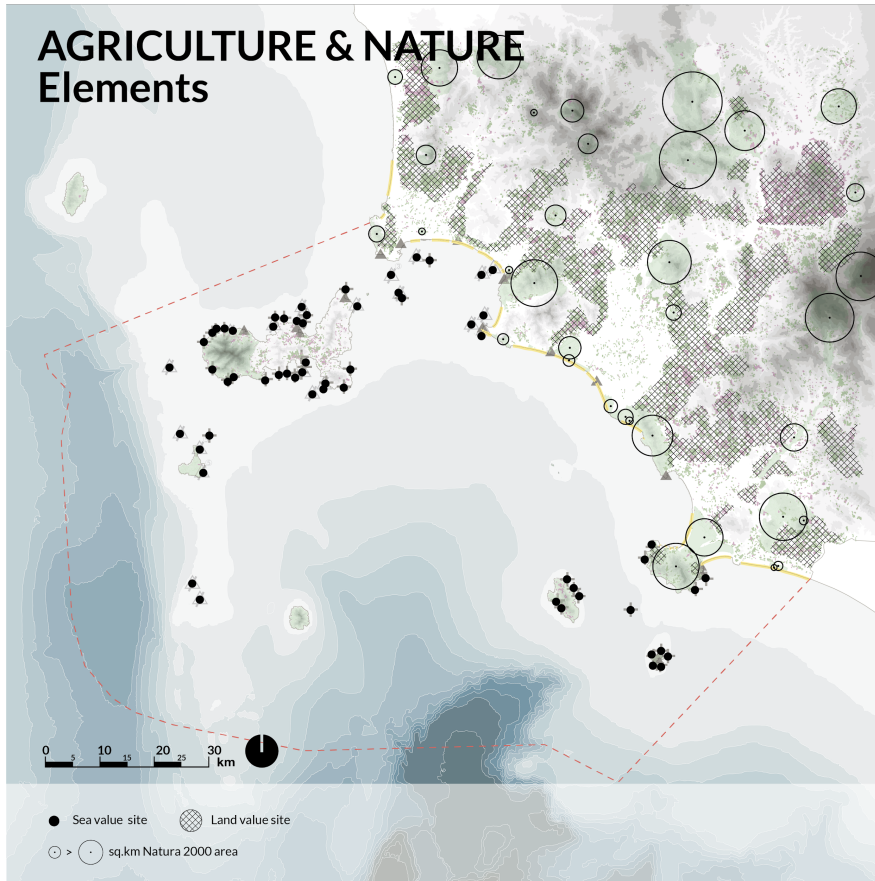 AGRICULTURE & NATURE
Elements
0 10 20 30
5 15 25 km
Sea value site
Land value site
> sq.km Natura 2000 area